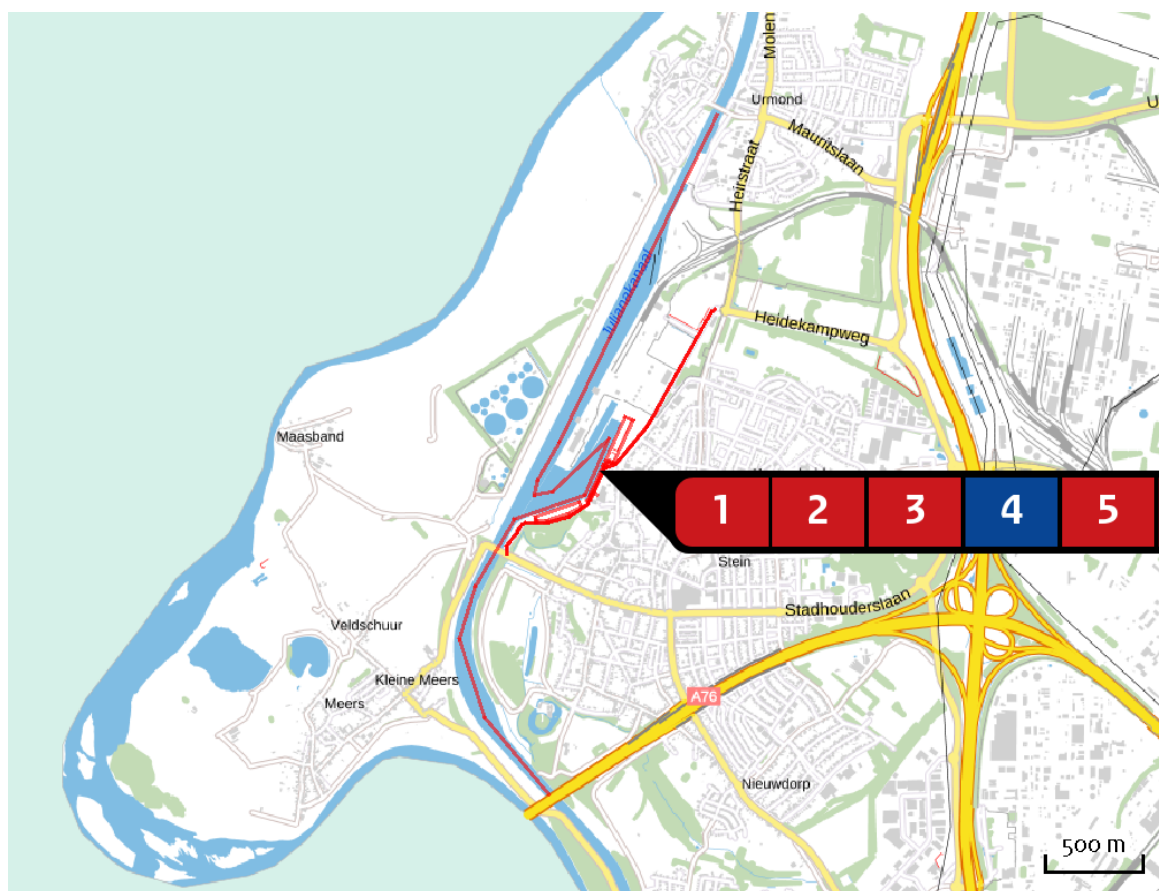 Molen
Urmond
U
Mauritslaan
Heirstraat
Julianakanaal
Heidekampweg
Maasband
1 2 3 4 5
Stein
Stadhouderslaan
Veldschuur
Kleine Meers
A76
Meers
Nieuwdorp
500 m